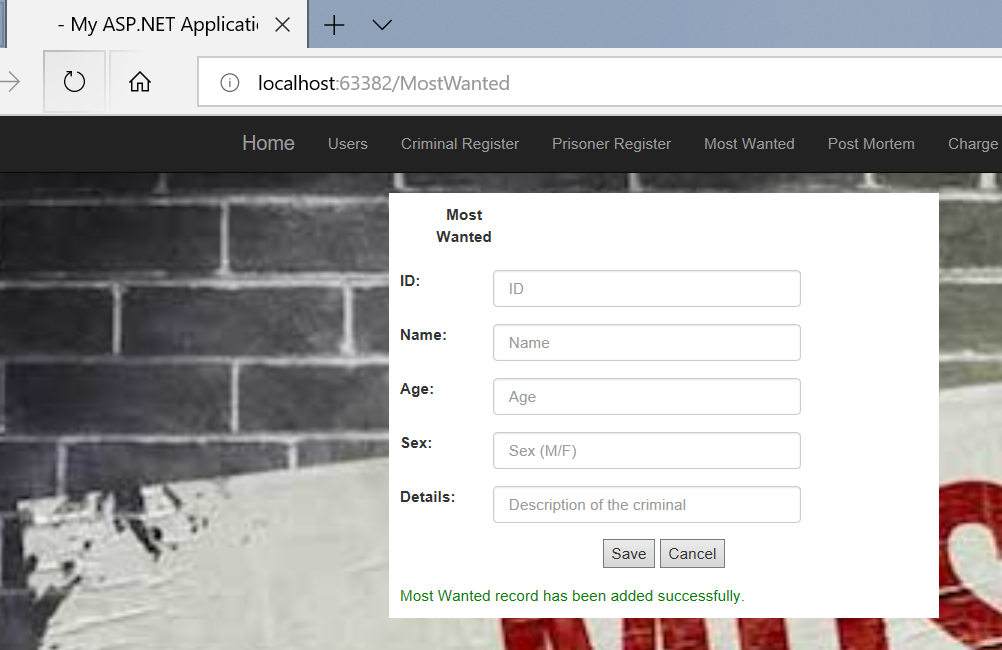 - My ASP.NET Applicati
localhost:63382/MostWanted
Home Users Criminal Register Prisoner Register Most Wanted Post Mortem Charge
Most
Wanted
ID: ID
Name: Name
Age: Age
Sex: Sex (M/F)
Details: Description of the criminal
Save Cancel
Most Wanted record has been added successfully.